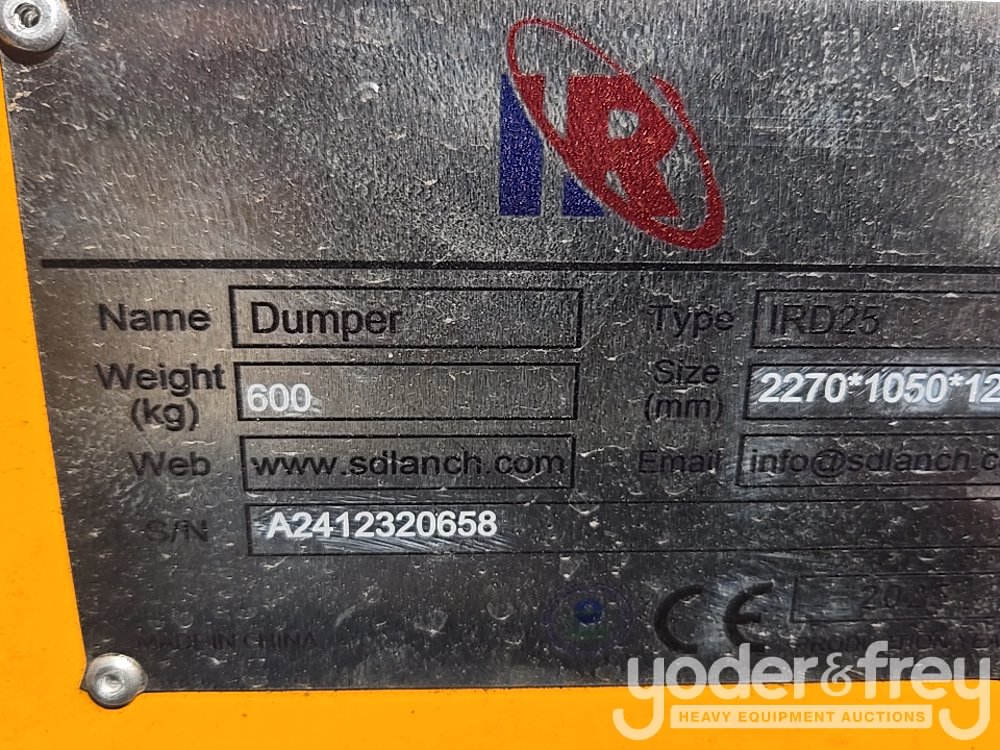 IR
Name Dumper Type IRD25
Weight (kg) 600 Size (mm) 2270*1050*12
Web www.sdlanch.com Email info@sdlanch.c
S/N A2412320658
CE
MADE IN CHINA PRODUCTION
yoder&frey
HEAVY EQUIPMENT AUCTIONS